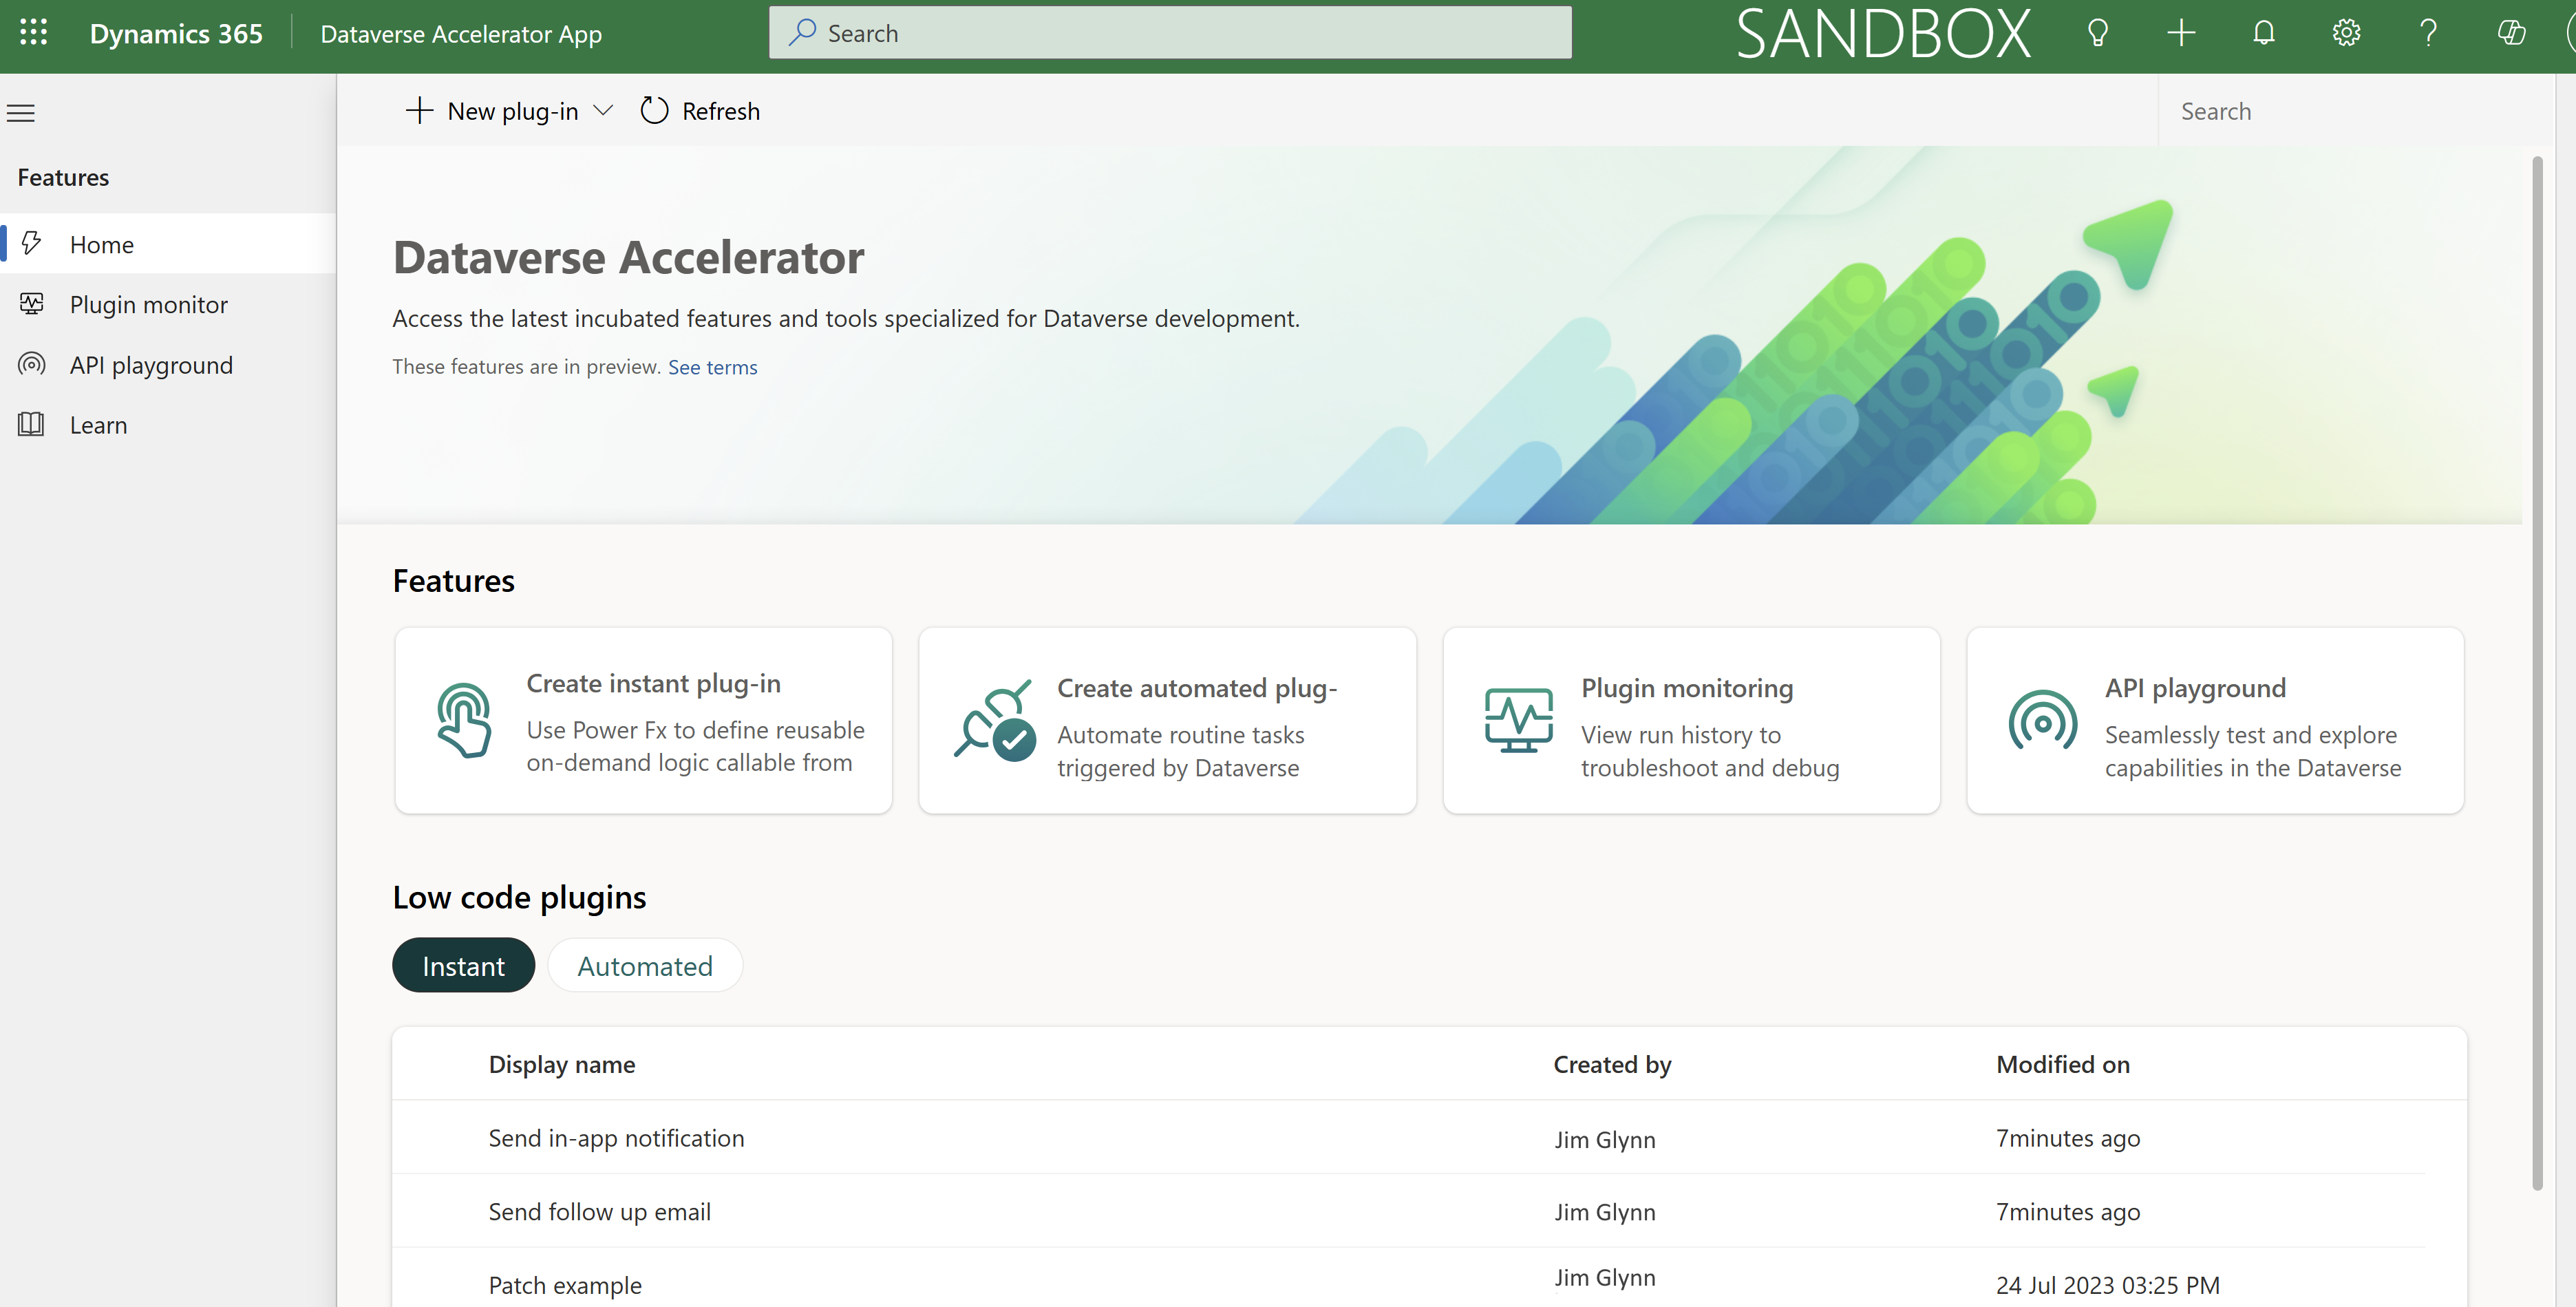 Dynamics 365
Dataverse Accelerator App
Search
SANDBOX
New plug-in
Refresh
Search
Features
Home
Plugin monitor
API playground
Learn
Dataverse Accelerator
Access the latest incubated features and tools specialized for Dataverse development.
These features are in preview. See terms
Features
Create instant plug-in
Use Power Fx to define reusable
on-demand logic callable from
Create automated plug-
Automate routine tasks
triggered by Dataverse
Plugin monitoring
View run history to
troubleshoot and debug
API playground
Seamlessly test and explore
capabilities in the Dataverse
Low code plugins
Instant
Automated
Display name Created by Modified on
Send in-app notification Jim Glynn 7minutes ago
Send follow up email Jim Glynn 7minutes ago
Patch example Jim Glynn 24 Jul 2023 03:25 PM